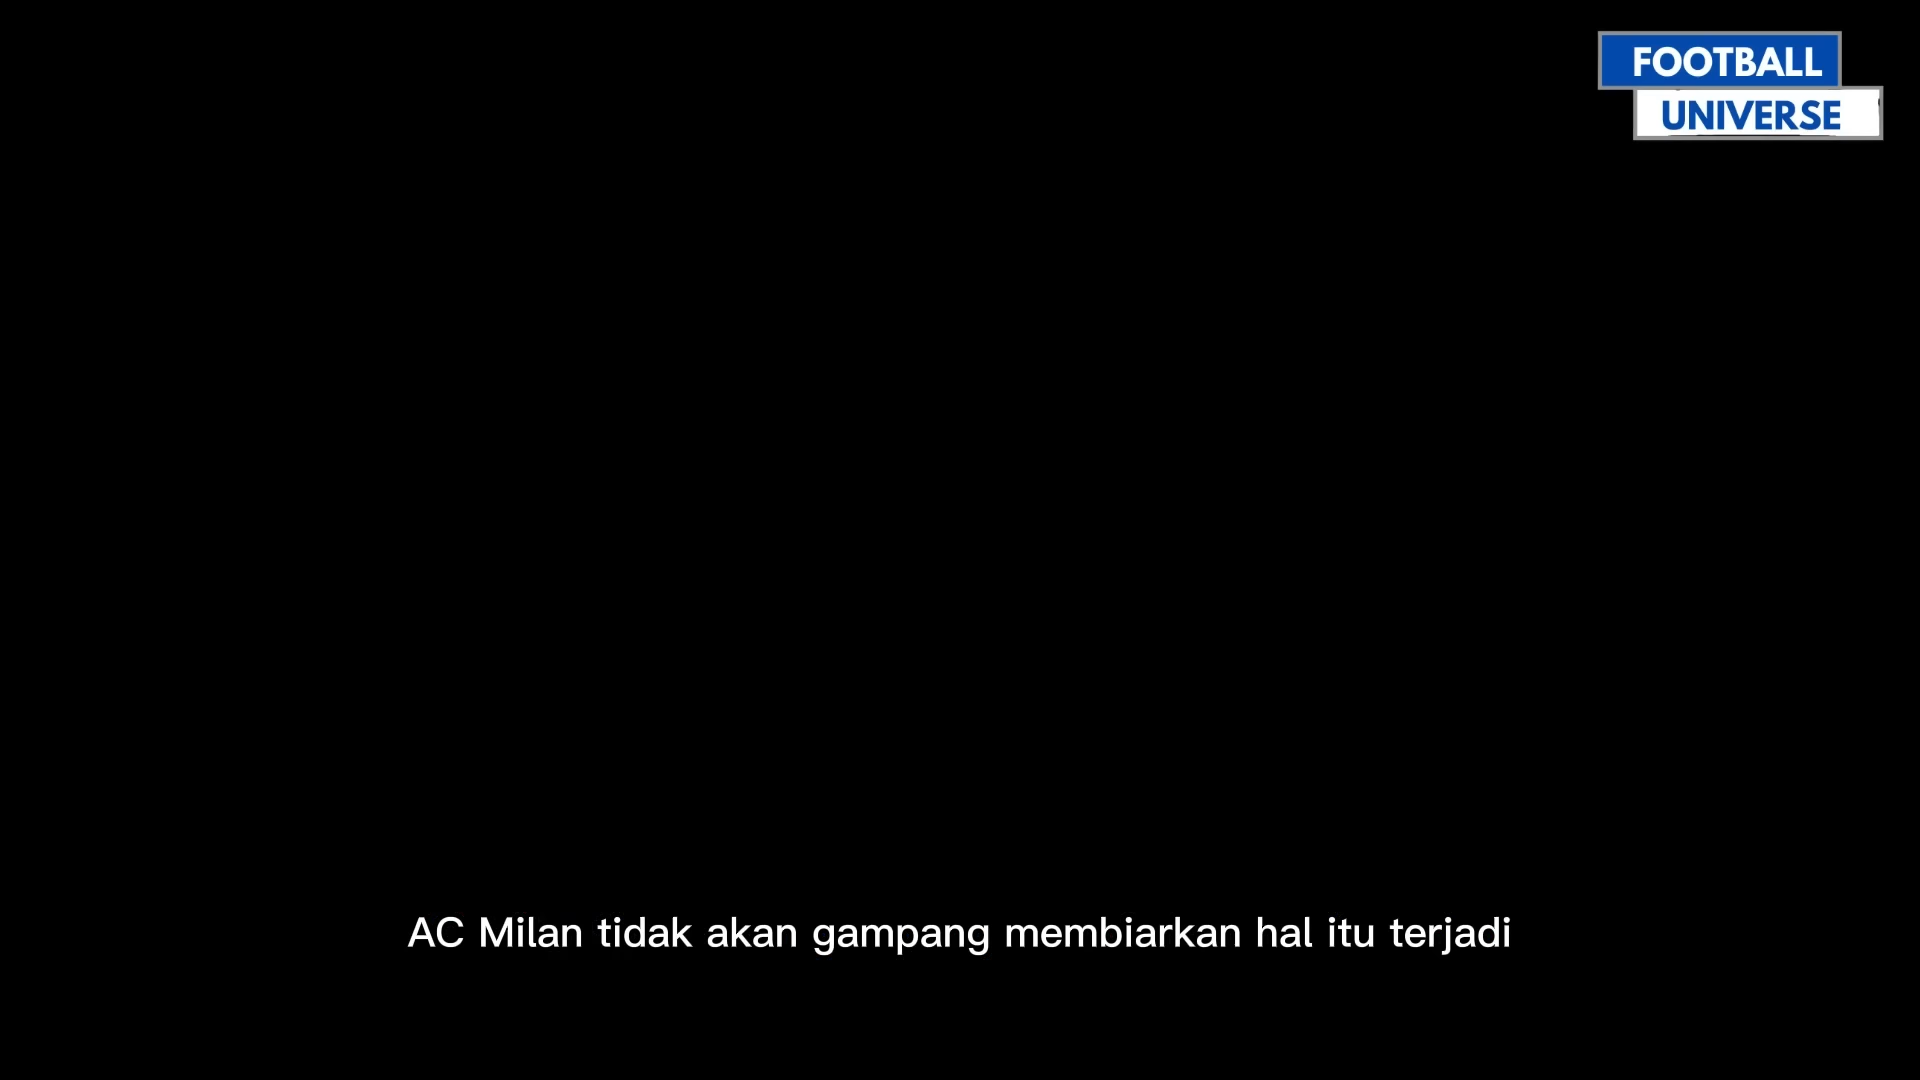 FOOTBALL
UNIVERSE
AC Milan tidak akan gampang membiarkan hal itu terjadi